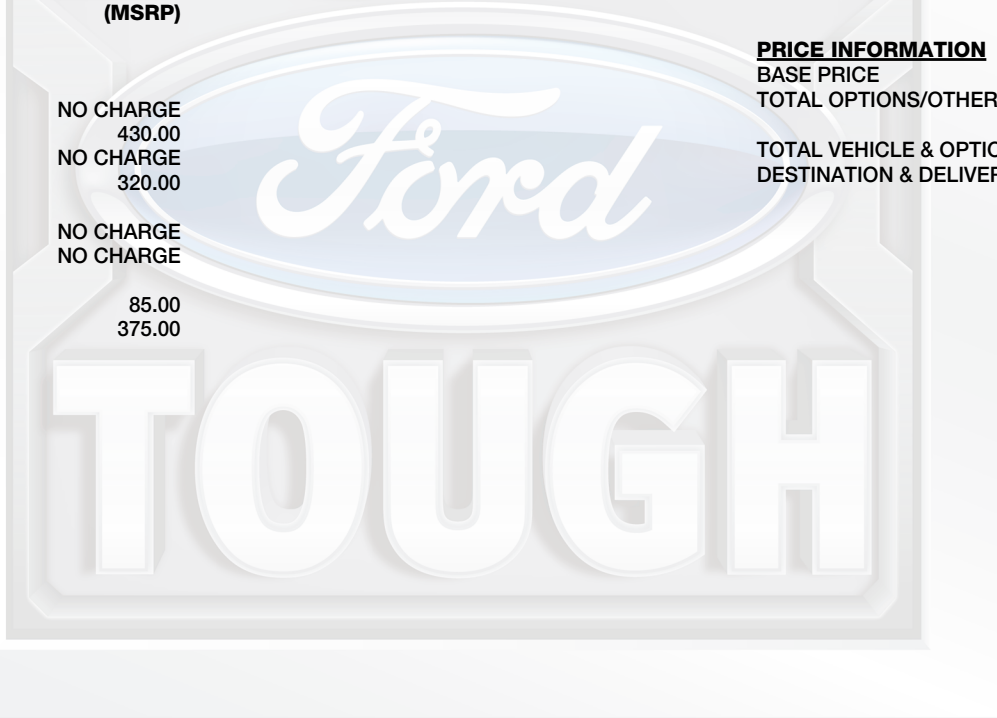 (MSRP)
NO CHARGE
430.00
NO CHARGE
320.00
NO CHARGE
NO CHARGE
85.00
375.00
PRICE INFORMATION
BASE PRICE
TOTAL OPTIONS/OTHER
TOTAL VEHICLE & OPTIO
DESTINATION & DELIVER
Ford
TOUGH